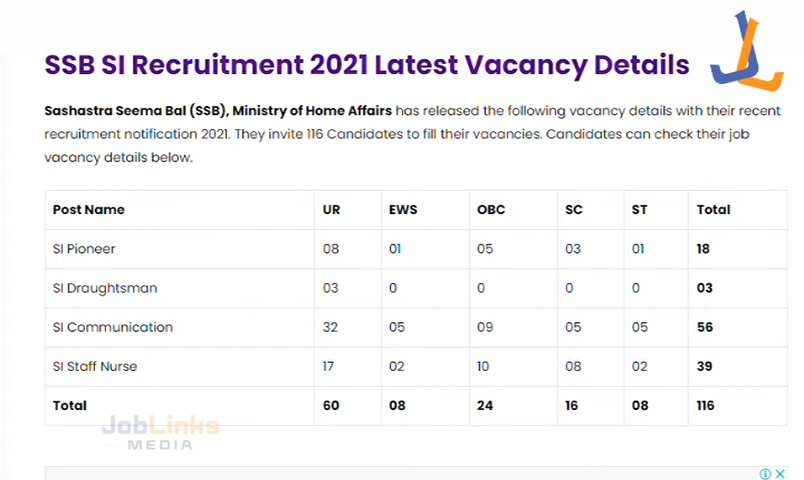 SSB SI Recruitment 2021 Latest Vacancy Details
Sashastra Seema Bal (SSB), Ministry of Home Affairs has released the following vacancy details with their recent
recruitment notification 2021. They invite 116 Candidates to fill their vacancies. Candidates can check their job
vacancy details below.
Post Name UR EWS OBC SC ST Total
SI Pioneer 08 01 05 03 01 18
SI Draughtsman 03 0 0 0 0 03
SI Communication 32 05 09 05 05 56
SI Staff Nurse 17 02 10 08 02 39
Total 60 08 24 16 08 116
JobLinks
MEDIA